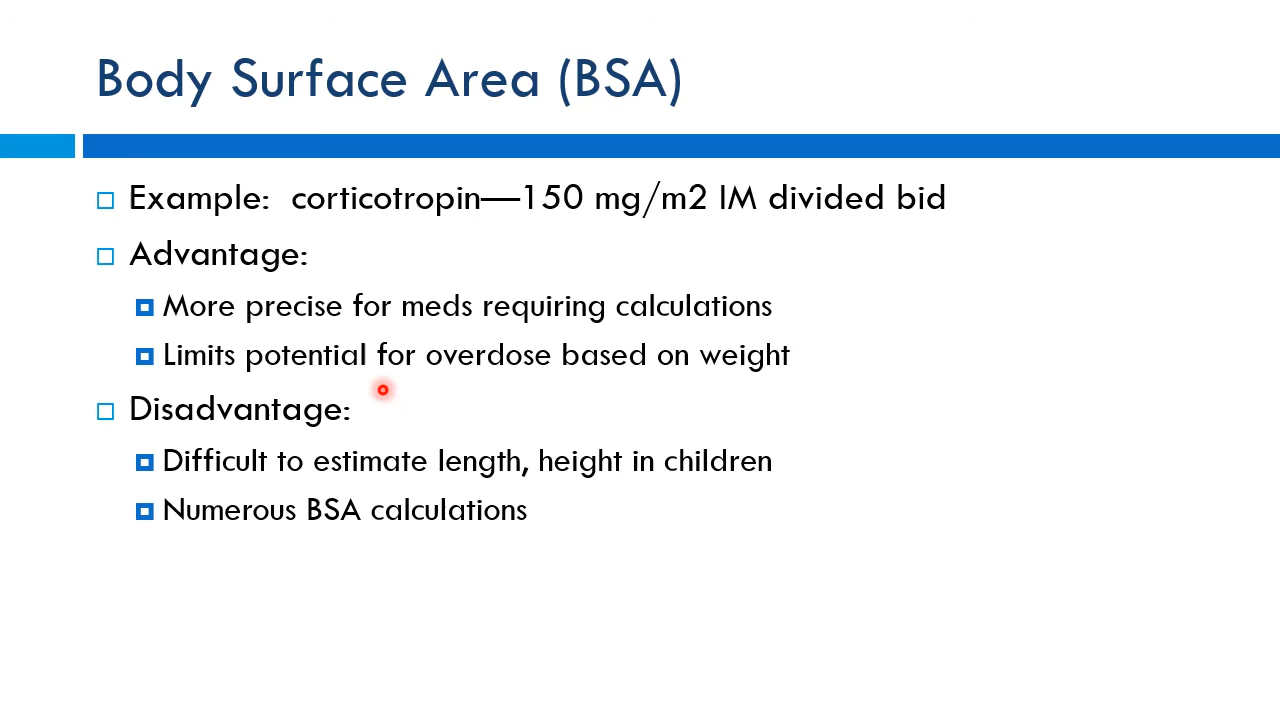 Body Surface Area (BSA)
Example:  corticotropin—150 mg/m2 IM divided bid
Advantage:
More precise for meds requiring calculations
Limits potential for overdose based on weight
Disadvantage:
Difficult to estimate length, height in children
Numerous BSA calculations